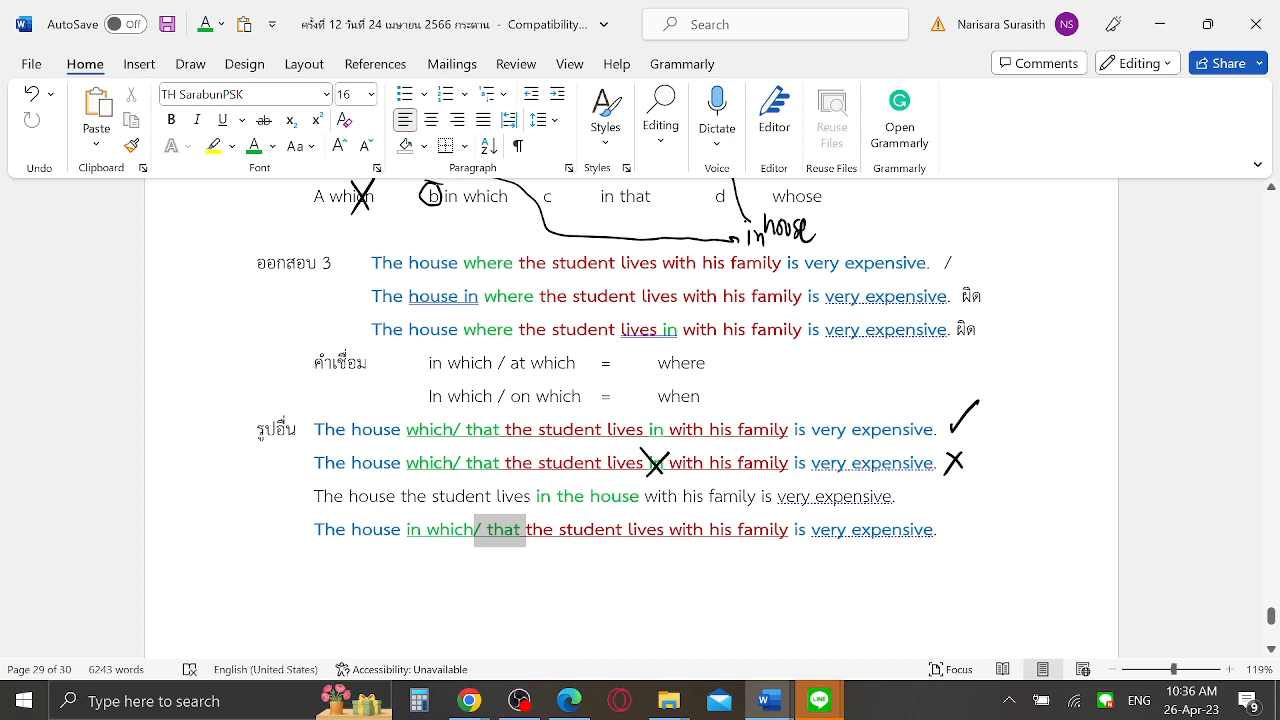 AutoSave Off ครั้งที่ 12 วันที่ 24 เมษายน 2566 กระดาน - Compatibility... Search Narisara Surasith NS
File Home Insert Draw Design Layout References Mailings Review View Help Grammarly Comments Editing Share
TH SarabunPSK 16
Paste Styles Editing Dictate Editor Reuse Files Open Grammarly
Undo Clipboard Font Paragraph Styles Voice Editor Reuse Files Grammarly
A which b in which c in that d whose
in house
ออกสอบ 3 The house where the student lives with his family is very expensive. /
The house in where the student lives with his family is very expensive. ผิด
The house where the student lives in with his family is very expensive. ผิด
คำเชื่อม in which / at which = where
In which / on which = when
รูปอื่น The house which/ that the student lives in with his family is very expensive.
The house which/ that the student lives in with his family is very expensive.
The house the student lives in the house with his family is very expensive.
The house in which/ that the student lives with his family is very expensive.
Page 29 of 30 6243 words English (United States) Accessibility: Unavailable Focus 119%
Type here to search ENG 10:36 AM
26-Apr-23 9